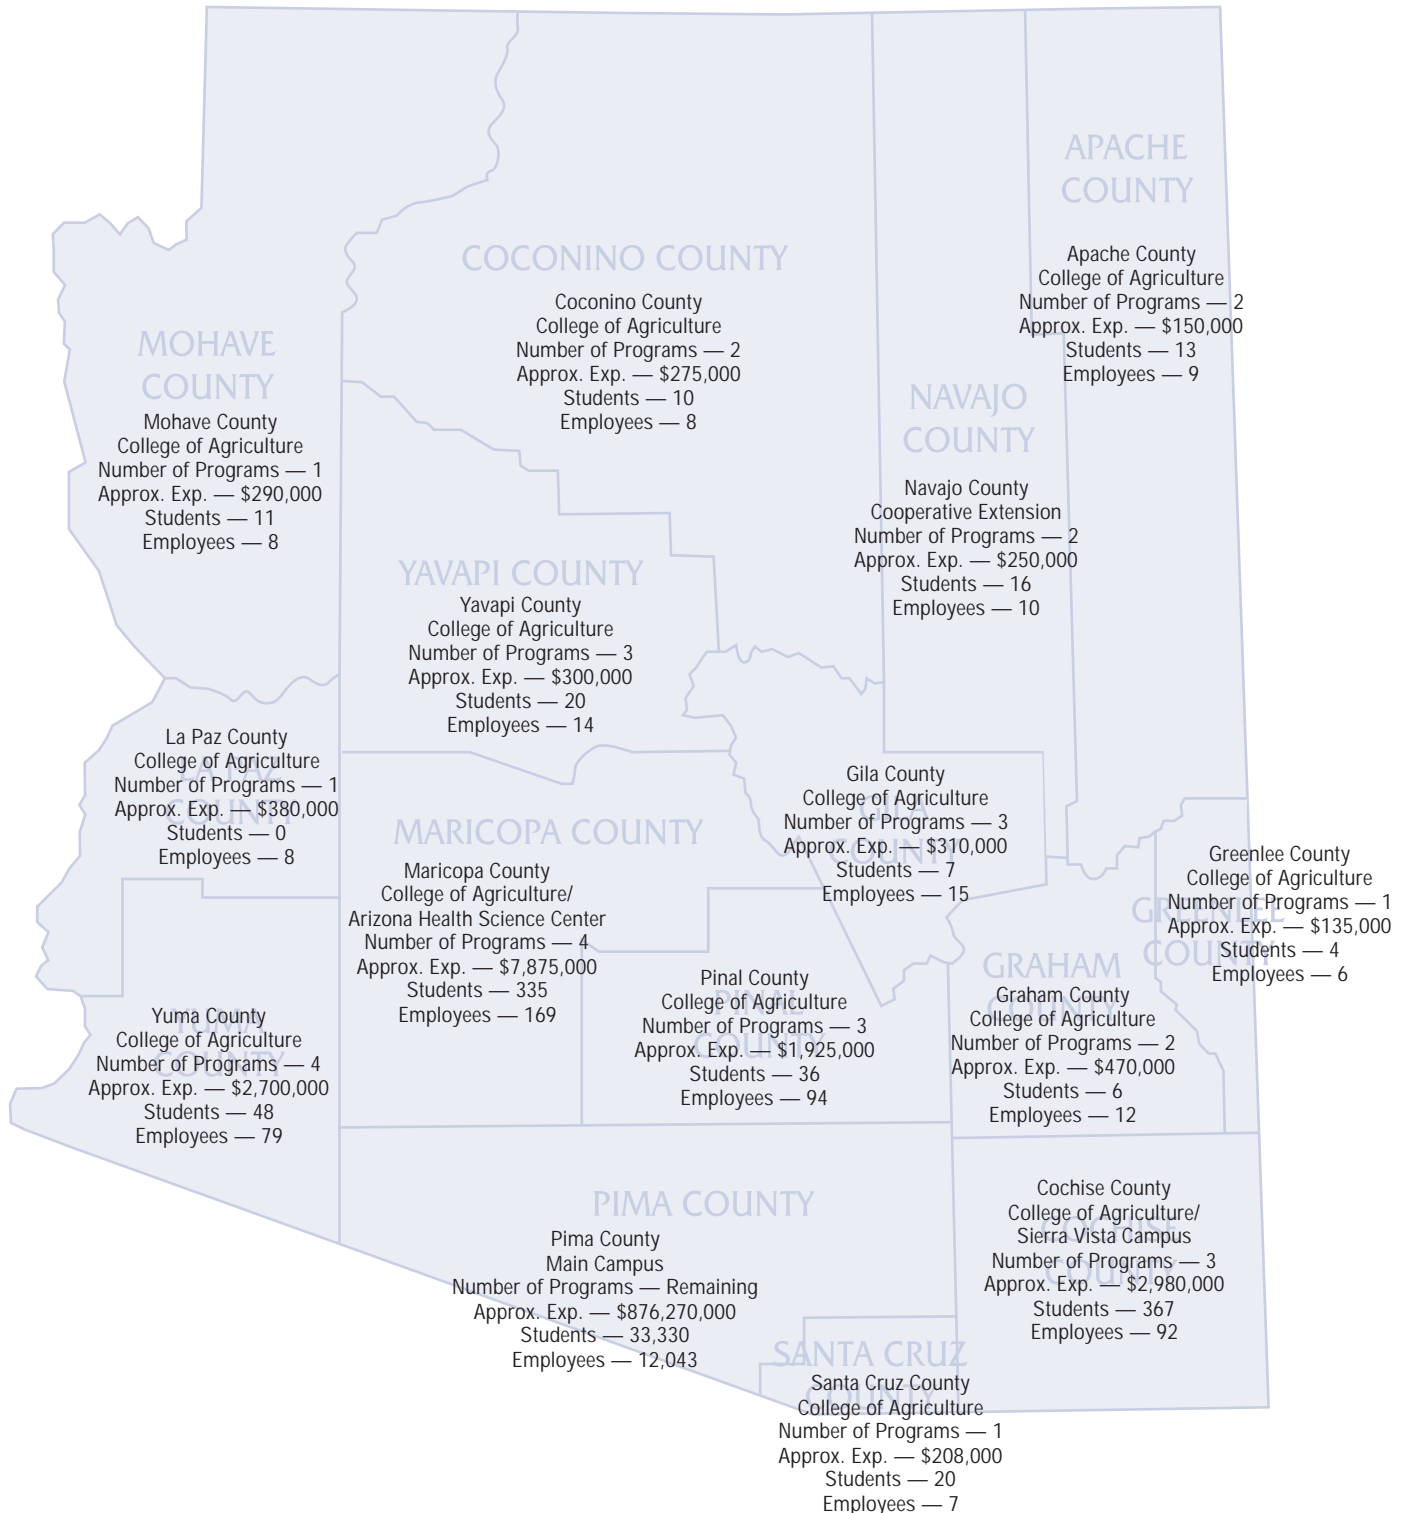 APACHE
COUNTY
Apache County
College of Agriculture
Number of Programs — 2
Approx. Exp. — $150,000
Students — 13
Employees — 9
COCONINO COUNTY
Coconino County
College of Agriculture
Number of Programs — 2
Approx. Exp. — $275,000
Students — 10
Employees — 8
MOHAVE
COUNTY
Mohave County
College of Agriculture
Number of Programs — 1
Approx. Exp. — $290,000
Students — 11
Employees — 8
NAVAJO
COUNTY
Navajo County
Cooperative Extension
Number of Programs — 2
Approx. Exp. — $250,000
Students — 16
Employees — 10
YAVAPI COUNTY
Yavapi County
College of Agriculture
Number of Programs — 3
Approx. Exp. — $300,000
Students — 20
Employees — 14
LA PAZ
COUNTY
La Paz County
College of Agriculture
Number of Programs — 1
Approx. Exp. — $380,000
Students — 0
Employees — 8
MARICOPA COUNTY
Maricopa County
College of Agriculture/
Arizona Health Science Center
Number of Programs — 4
Approx. Exp. — $7,875,000
Students — 335
Employees — 169
GILA
COUNTY
Gila County
College of Agriculture
Number of Programs — 3
Approx. Exp. — $310,000
Students — 7
Employees — 15
GREENLEE
COUNTY
Greenlee County
College of Agriculture
Number of Programs — 1
Approx. Exp. — $135,000
Students — 4
Employees — 6
PINAL
COUNTY
Pinal County
College of Agriculture
Number of Programs — 3
Approx. Exp. — $1,925,000
Students — 36
Employees — 94
GRAHAM
COUNTY
Graham County
College of Agriculture
Number of Programs — 2
Approx. Exp. — $470,000
Students — 6
Employees — 12
YUMA
COUNTY
Yuma County
College of Agriculture
Number of Programs — 4
Approx. Exp. — $2,700,000
Students — 48
Employees — 79
PIMA COUNTY
Pima County
Main Campus
Number of Programs — Remaining
Approx. Exp. — $876,270,000
Students — 33,330
Employees — 12,043
COCHISE
COUNTY
Cochise County
College of Agriculture/
Sierra Vista Campus
Number of Programs — 3
Approx. Exp. — $2,980,000
Students — 367
Employees — 92
SANTA CRUZ
COUNTY
Santa Cruz County
College of Agriculture
Number of Programs — 1
Approx. Exp. — $208,000
Students — 20
Employees — 7